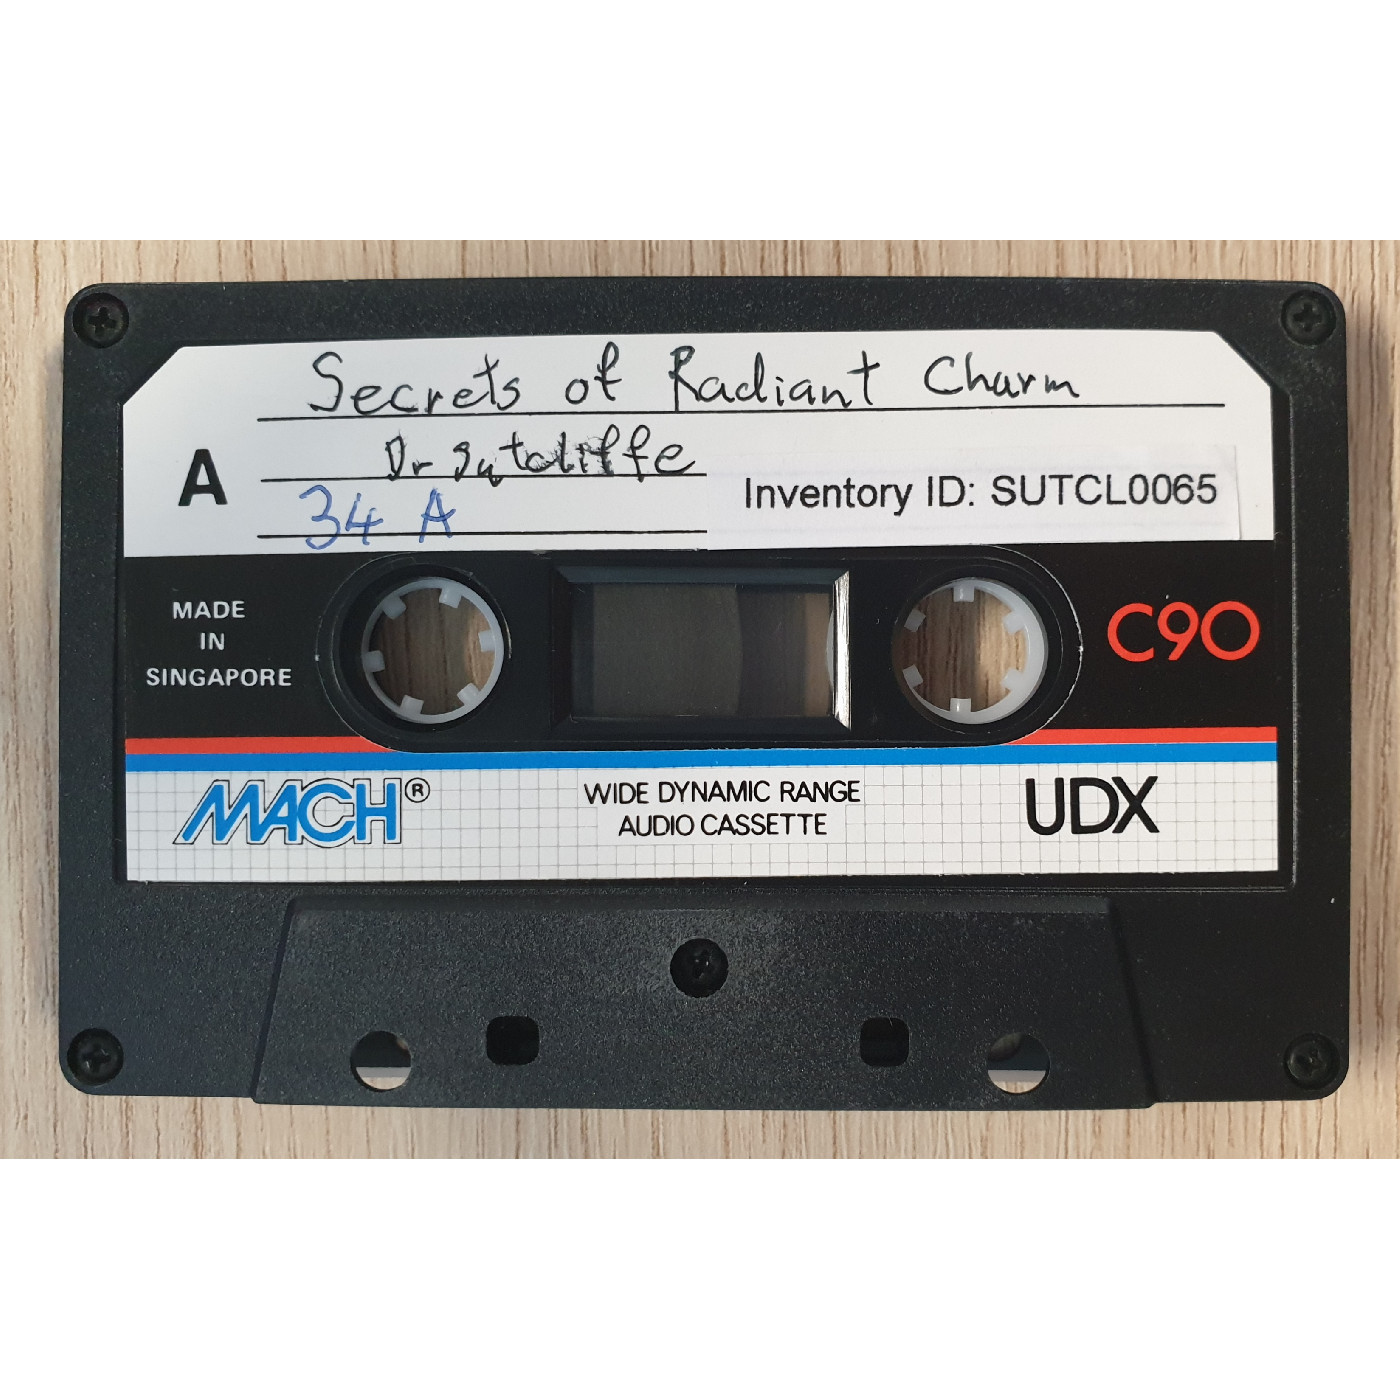 Secrets of Radiant Charm
A
Dr Sutcliffe
Inventory ID: SUTCL0065
34 A
MADE
IN
SINGAPORE
C90
MACH®
WIDE DYNAMIC RANGE
AUDIO CASSETTE
UDX